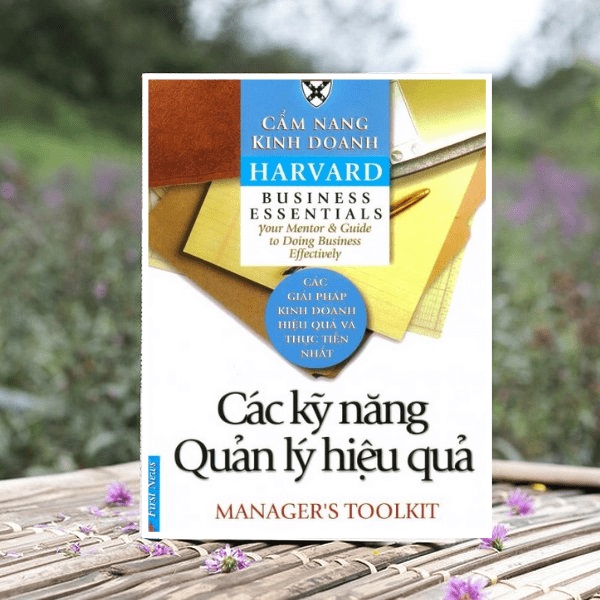 CẨM NANG
KINH DOANH
HARVARD
BUSINESS
ESSENTIALS
your Mentor & Guide
to Doing Business
Effectively
CÁC
GIẢI PHÁP
KINH DOANH
HIỆU QUẢ VÀ
THỰC TIỄN
NHẤT
Các kỹ năng
Quản lý hiệu quả
MANAGER'S TOOLKIT
First News